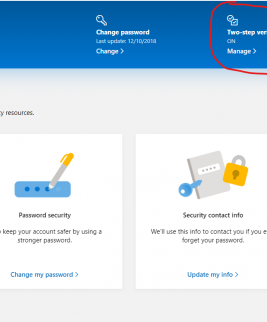 Change password
Last update: 12/10/2018
Change >
Two-step ver
ON
Manage >
y resources.
Password security
o keep your account safer by using a
stronger password.
Change my password >
Security contact info
We'll use this info to contact you if you e
forget your password.
Update my info >